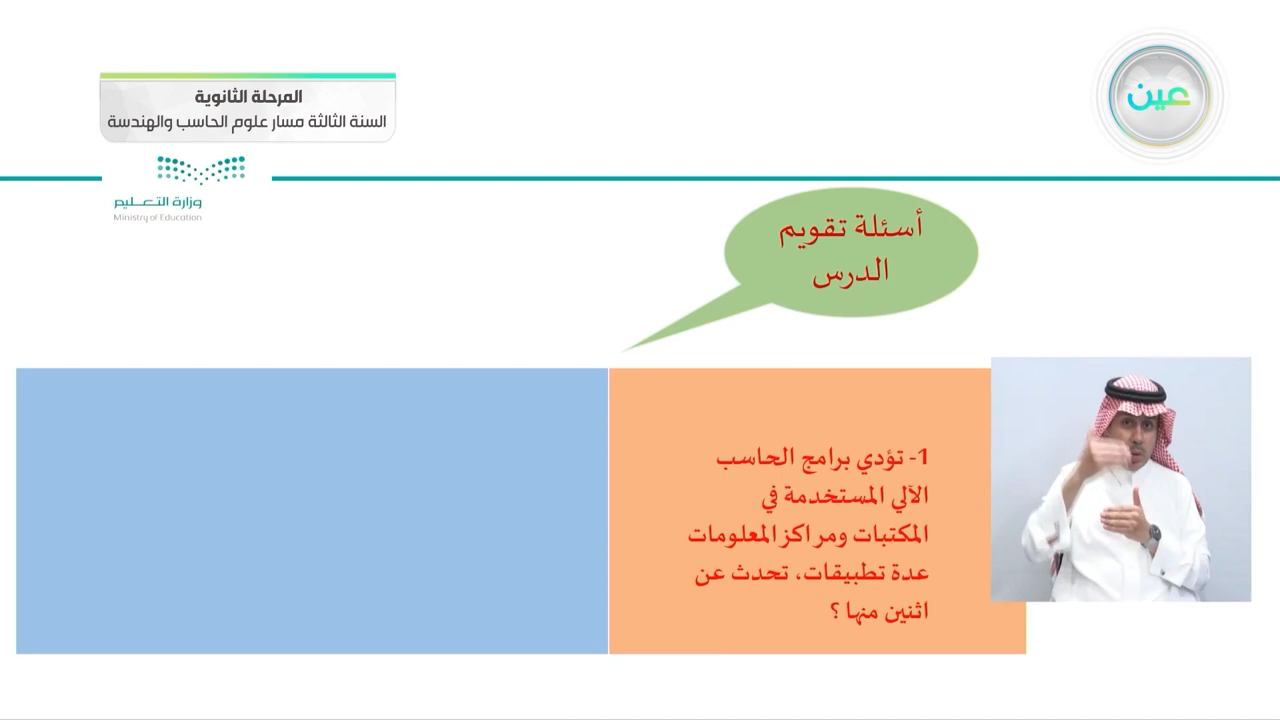 عين
المرحلة الثانوية
السنة الثالثة مسار علوم الحاسب والهندسة
وزارة التعـــليم
Ministry of Education
أسئلة تقويم
الدرس
1- تؤدي برامج الحاسب
الآلي المستخدمة في
المكتبات ومراكز المعلومات
عدة تطبيقات، تحدث عن
اثنين منها ؟